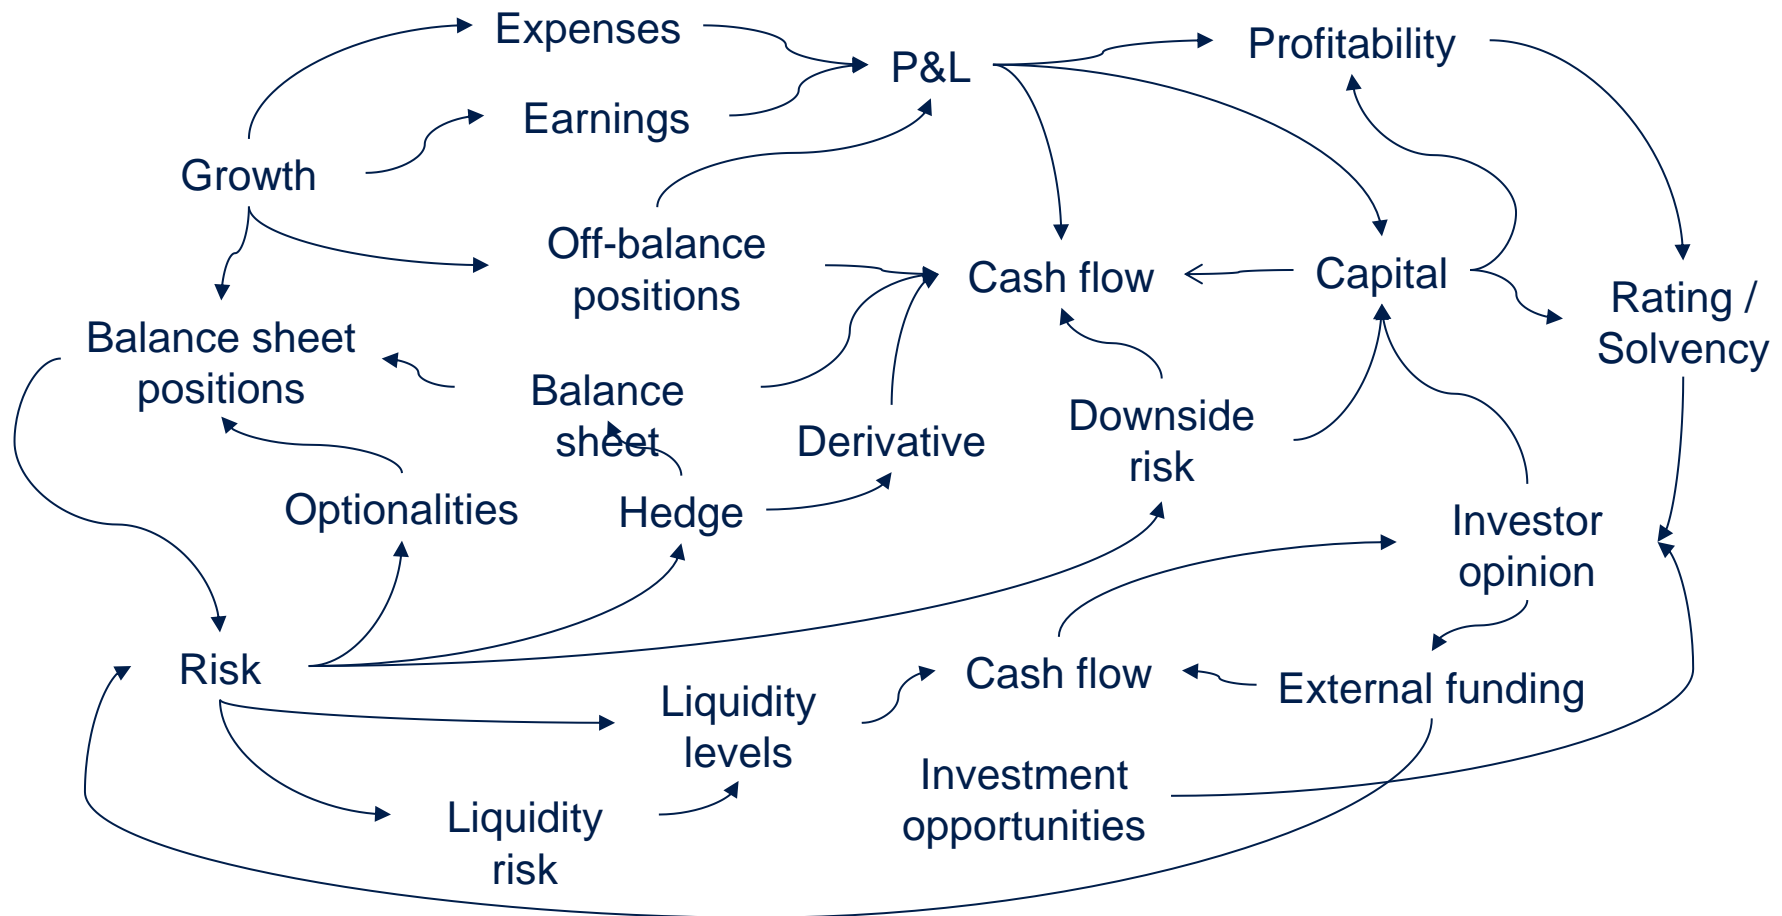 Expenses
P&L
Profitability
Earnings
Growth
Off-balance
positions
Cash flow
Capital
Rating /
Solvency
Balance sheet
positions
Balance
sheet
Derivative
Downside
risk
Optionalities
Hedge
Investor
opinion
Risk
Liquidity
levels
Cash flow
External funding
Investment
opportunities
Liquidity
risk